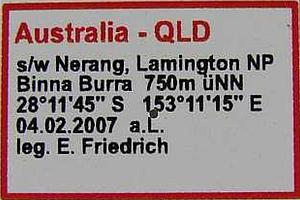 Australia - QLD
s/w Nerang, Lamington NP
Binna Burra 750m üNN
28°11'45" S 153°11'15" E
04.02.2007 a.L.
leg. E. Friedrich